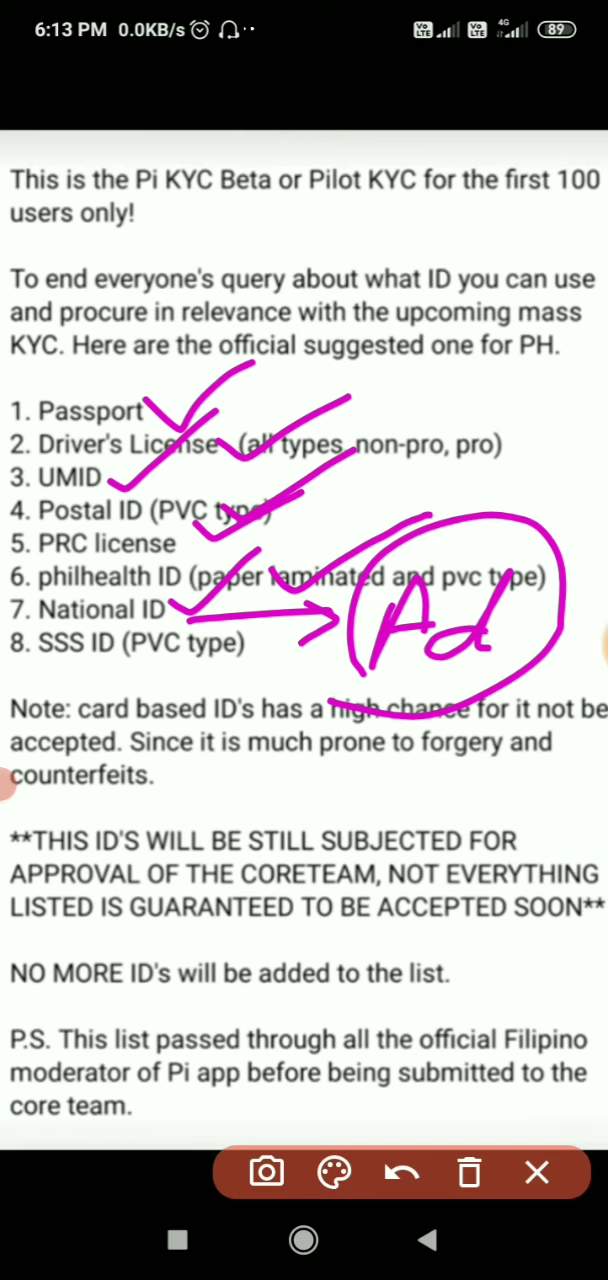 6:13 PM 0.0KB/s
Vo LTE Vo LTE 4G 89
This is the Pi KYC Beta or Pilot KYC for the first 100
users only!
To end everyone's query about what ID you can use
and procure in relevance with the upcoming mass
KYC. Here are the official suggested one for PH.
1. Passport
2. Driver's License (all types non-pro, pro)
3. UMID
4. Postal ID (PVC type)
5. PRC license
6. philhealth ID (paper laminated and pvc type)
7. National ID
Ad
8. SSS ID (PVC type)
Note: card based ID's has a high chance for it not be
accepted. Since it is much prone to forgery and
counterfeits.
**THIS ID'S WILL BE STILL SUBJECTED FOR
APPROVAL OF THE CORETEAM, NOT EVERYTHING
LISTED IS GUARANTEED TO BE ACCEPTED SOON**
NO MORE ID's will be added to the list.
P.S. This list passed through all the official Filipino
moderator of Pi app before being submitted to the
core team.